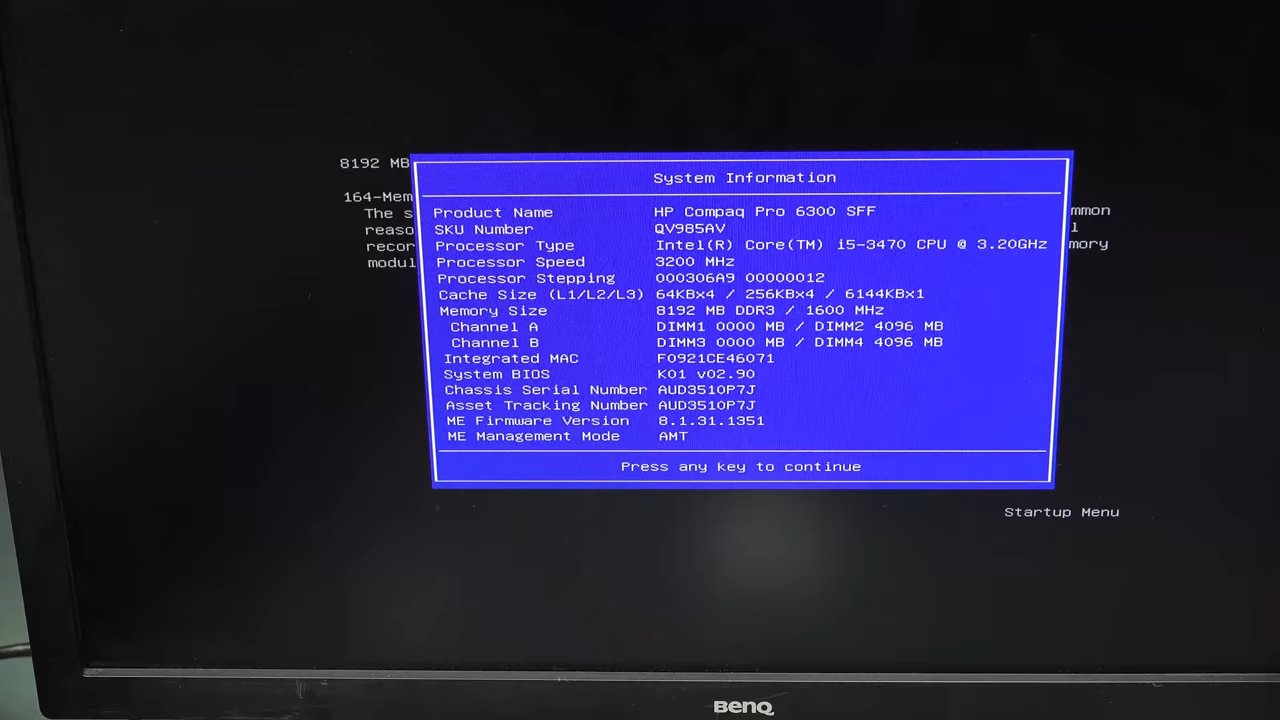 8192 MB
164-Mem
The s
reaso
recor
modul
mmon
l
mory
System Information
Product Name HP Compaq Pro 6300 SFF
SKU Number QV985AV
Processor Type Intel(R) Core(TM) i5-3470 CPU @ 3.20GHz
Processor Speed 3200 MHz
Processor Stepping 000306A9 00000012
Cache Size (L1/L2/L3) 64KBx4 / 256KBx4 / 6144KBx1
Memory Size 8192 MB DDR3 / 1600 MHz
Channel A DIMM1 0000 MB / DIMM2 4096 MB
Channel B DIMM3 0000 MB / DIMM4 4096 MB
Integrated MAC F0921CE46071
System BIOS K01 v02.90
Chassis Serial Number AUD3510P7J
Asset Tracking Number AUD3510P7J
ME Firmware Version 8.1.31.1351
ME Management Mode AMT
Press any key to continue
Startup Menu
BenQ